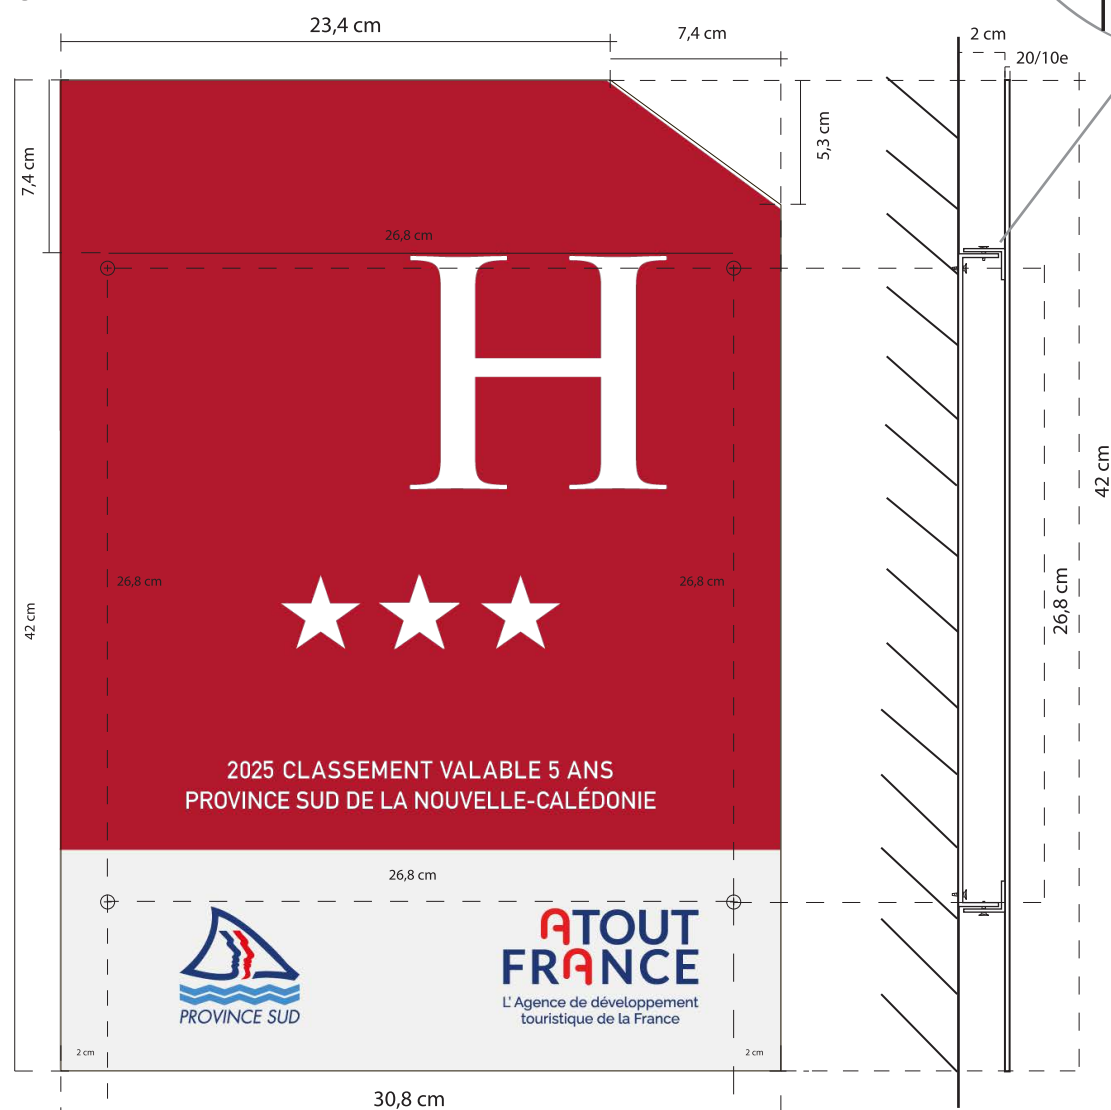 23,4 cm
7,4 cm
2 cm
20/10e
7,4 cm
5,3 cm
26,8 cm
H
42 cm
26,8 cm
26,8 cm
26,8 cm
42 cm
2025 CLASSEMENT VALABLE 5 ANS
PROVINCE SUD DE LA NOUVELLE-CALÉDONIE
26,8 cm
PROVINCE SUD
ATOUT
FRANCE
L'Agence de développement
touristique de la France
2 cm
2 cm
30,8 cm